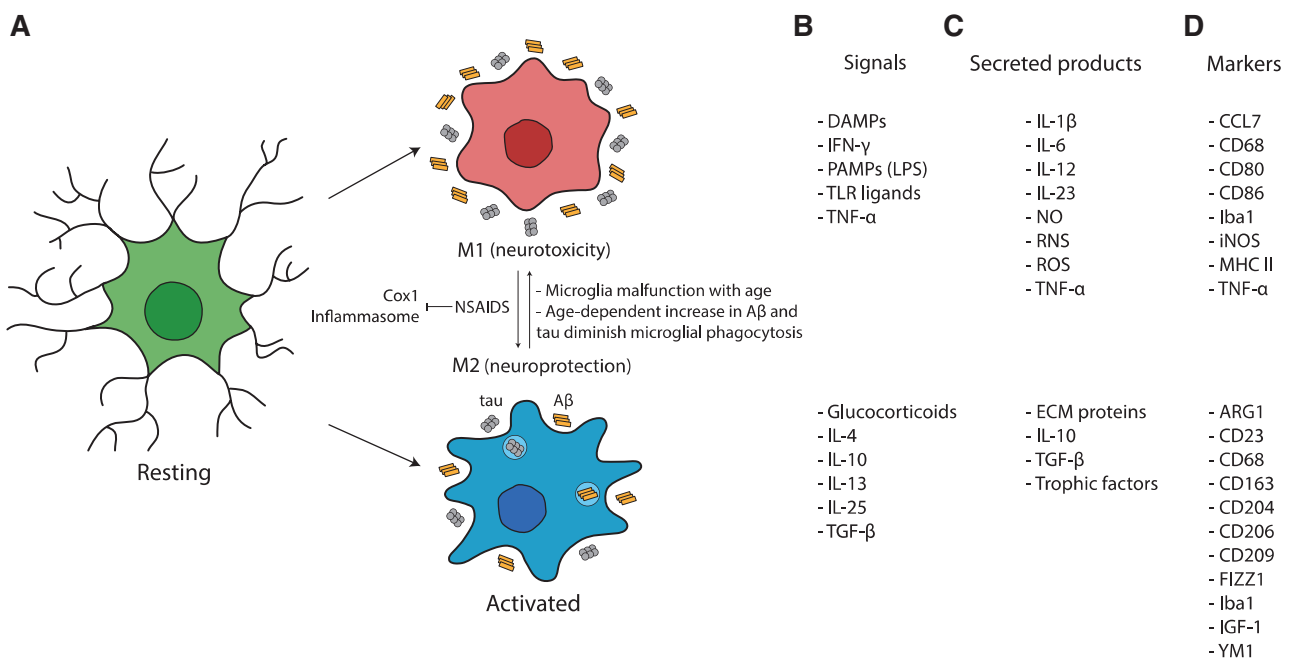 A
Resting
M1 (neurotoxicity)
Cox1
Inflammasome
NSAIDS
- Microglia malfunction with age
- Age-dependent increase in Aβ and
tau diminish microglial phagocytosis
M2 (neuroprotection)
tau
Aβ
Activated
B
Signals
- DAMPs
- IFN-γ
- PAMPs (LPS)
- TLR ligands
- TNF-α
- Glucocorticoids
- IL-4
- IL-10
- IL-13
- IL-25
- TGF-β
C
Secreted products
- IL-1β
- IL-6
- IL-12
- IL-23
- NO
- RNS
- ROS
- TNF-α
- ECM proteins
- IL-10
- TGF-β
- Trophic factors
D
Markers
- CCL7
- CD68
- CD80
- CD86
- Iba1
- iNOS
- MHC II
- TNF-α
- ARG1
- CD23
- CD68
- CD163
- CD204
- CD206
- CD209
- FIZZ1
- Iba1
- IGF-1
- YM1